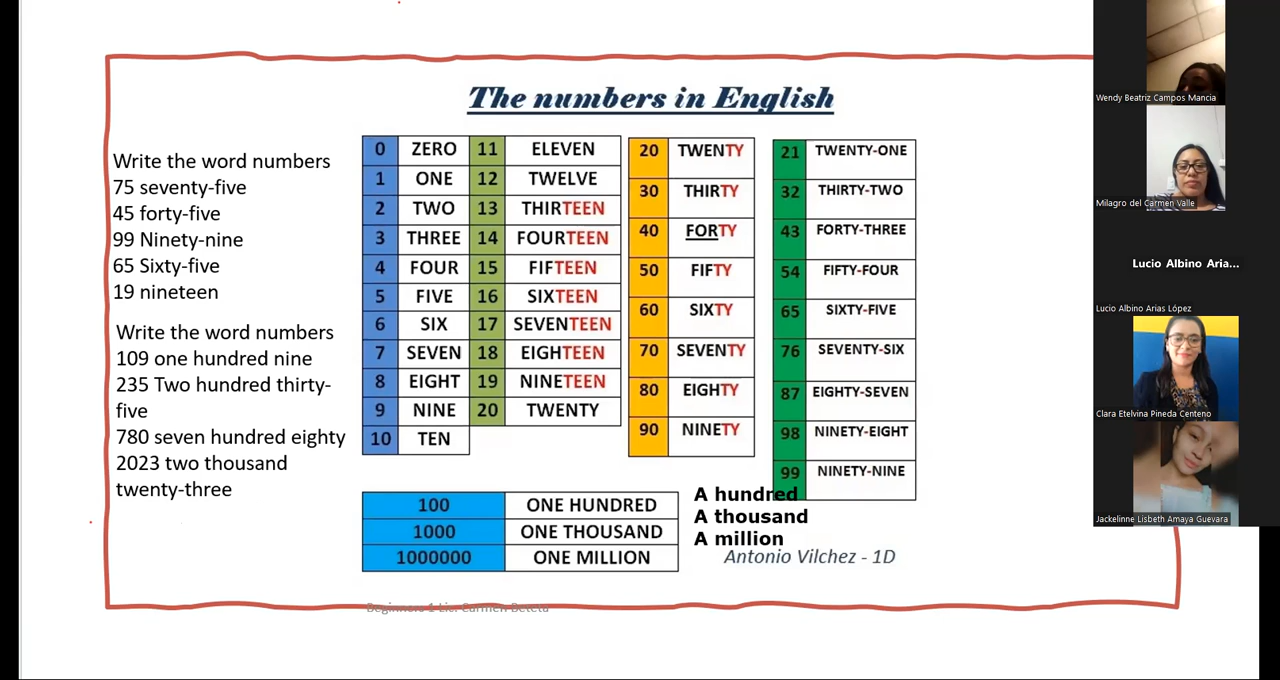 The numbers in English
Write the word numbers
75 seventy-five
45 forty-five
99 Ninety-nine
65 Sixty-five
19 nineteen
Write the word numbers
109 one hundred nine
235 Two hundred thirty-
five
780 seven hundred eighty
2023 two thousand
twenty-three
0 ZERO
1 ONE
2 TWO
3 THREE
4 FOUR
5 FIVE
6 SIX
7 SEVEN
8 EIGHT
9 NINE
10 TEN
11 ELEVEN
12 TWELVE
13 THIRTEEN
14 FOURTEEN
15 FIFTEEN
16 SIXTEEN
17 SEVENTEEN
18 EIGHTEEN
19 NINETEEN
20 TWENTY
20 TWENTY
30 THIRTY
40 FORTY
50 FIFTY
60 SIXTY
70 SEVENTY
80 EIGHTY
90 NINETY
21 TWENTY-ONE
32 THIRTY-TWO
43 FORTY-THREE
54 FIFTY-FOUR
65 SIXTY-FIVE
76 SEVENTY-SIX
87 EIGHTY-SEVEN
98 NINETY-EIGHT
99 NINETY-NINE
100 ONE HUNDRED
1000 ONE THOUSAND
1000000 ONE MILLION
A hundred
A thousand
A million
Antonio Vilchez - 1D
Beginners 1 Lic. Carmen Beteta
Wendy Beatriz Campos Mancia
Milagro del Carmen Valle
Lucio Albino Aria...
Lucio Albino Arias López
Clara Etelvina Pineda Centeno
Jackelinne Lisbeth Amaya Guevara